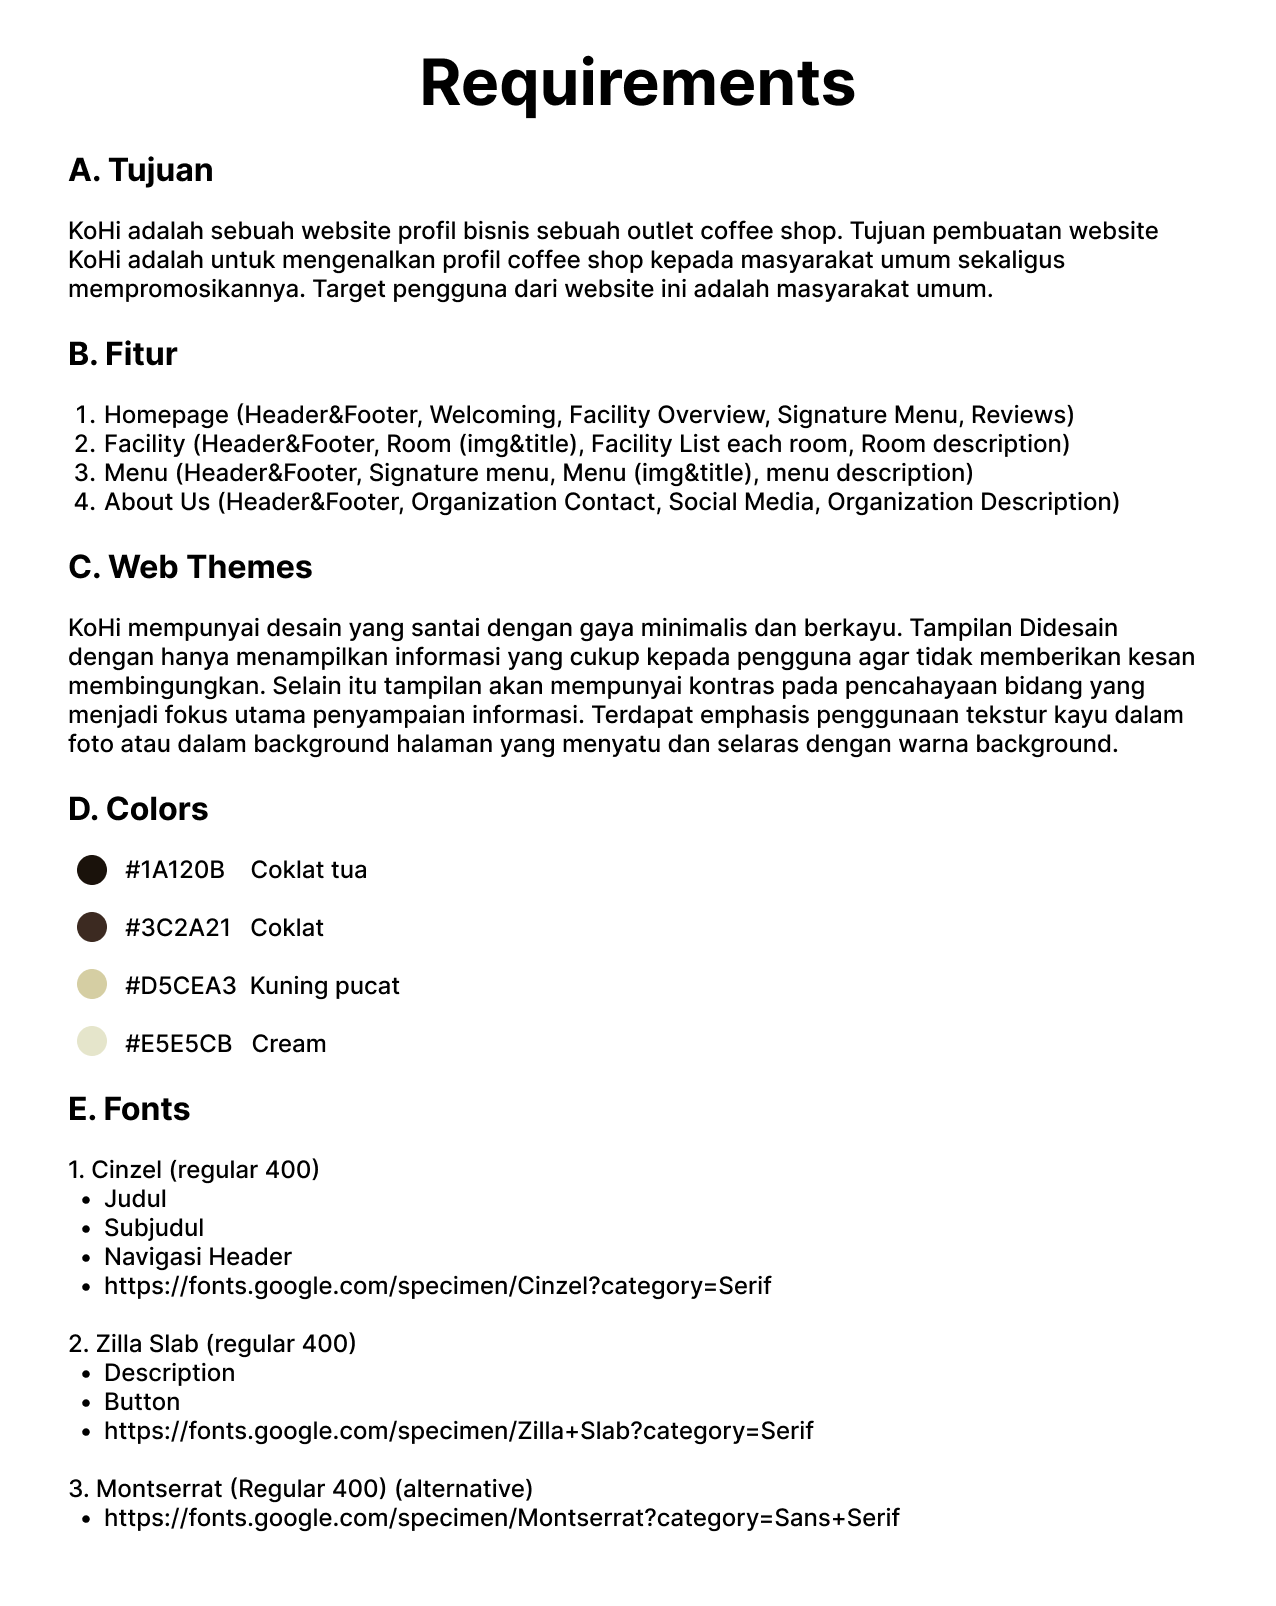 Requirements
A. Tujuan
KoHi adalah sebuah website profil bisnis sebuah outlet coffee shop. Tujuan pembuatan website
KoHi adalah untuk mengenalkan profil coffee shop kepada masyarakat umum sekaligus
mempromosikannya. Target pengguna dari website ini adalah masyarakat umum.
B. Fitur
1. Homepage (Header&Footer, Welcoming, Facility Overview, Signature Menu, Reviews)
2. Facility (Header&Footer, Room (img&title), Facility List each room, Room description)
3. Menu (Header&Footer, Signature menu, Menu (img&title), menu description)
4. About Us (Header&Footer, Organization Contact, Social Media, Organization Description)
C. Web Themes
KoHi mempunyai desain yang santai dengan gaya minimalis dan berkayu. Tampilan Didesain
dengan hanya menampilkan informasi yang cukup kepada pengguna agar tidak memberikan kesan
membingungkan. Selain itu tampilan akan mempunyai kontras pada pencahayaan bidang yang
menjadi fokus utama penyampaian informasi. Terdapat emphasis penggunaan tekstur kayu dalam
foto atau dalam background halaman yang menyatu dan selaras dengan warna background.
D. Colors
#1A120B Coklat tua
#3C2A21 Coklat
#D5CEA3 Kuning pucat
#E5E5CB Cream
E. Fonts
1. Cinzel (regular 400)
• Judul
• Subjudul
• Navigasi Header
• https://fonts.google.com/specimen/Cinzel?category=Serif
2. Zilla Slab (regular 400)
• Description
• Button
• https://fonts.google.com/specimen/Zilla+Slab?category=Serif
3. Montserrat (Regular 400) (alternative)
• https://fonts.google.com/specimen/Montserrat?category=Sans+Serif